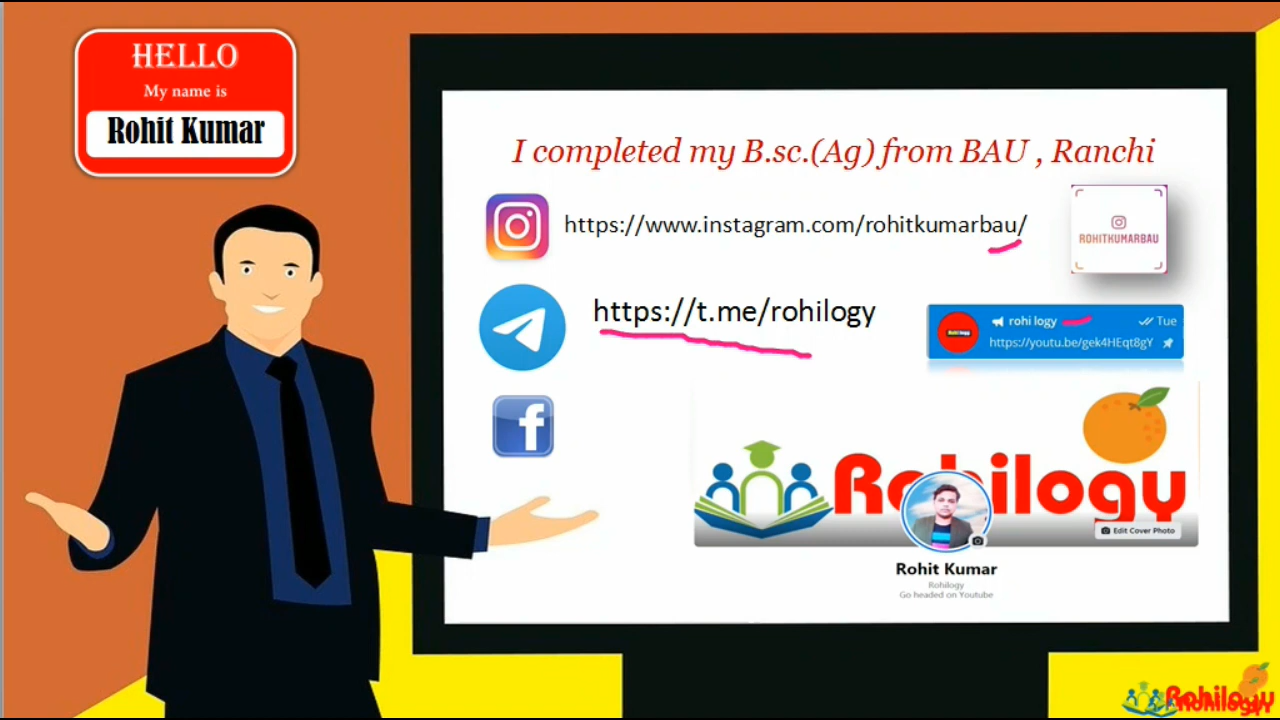 HELLO
My name is
Rohit Kumar
I completed my B.sc.(Ag) from BAU , Ranchi
https://www.instagram.com/rohitkumarbau/
ROHITKUMARBAU
https://t.me/rohilogy
rohi logy
Tue
https://youtu.be/gek4HEqt8gY
Rohilogy
Edit Cover Photo
Rohit Kumar
Rohilogy
Go headed on Youtube
Rohilogy
Rohilogy